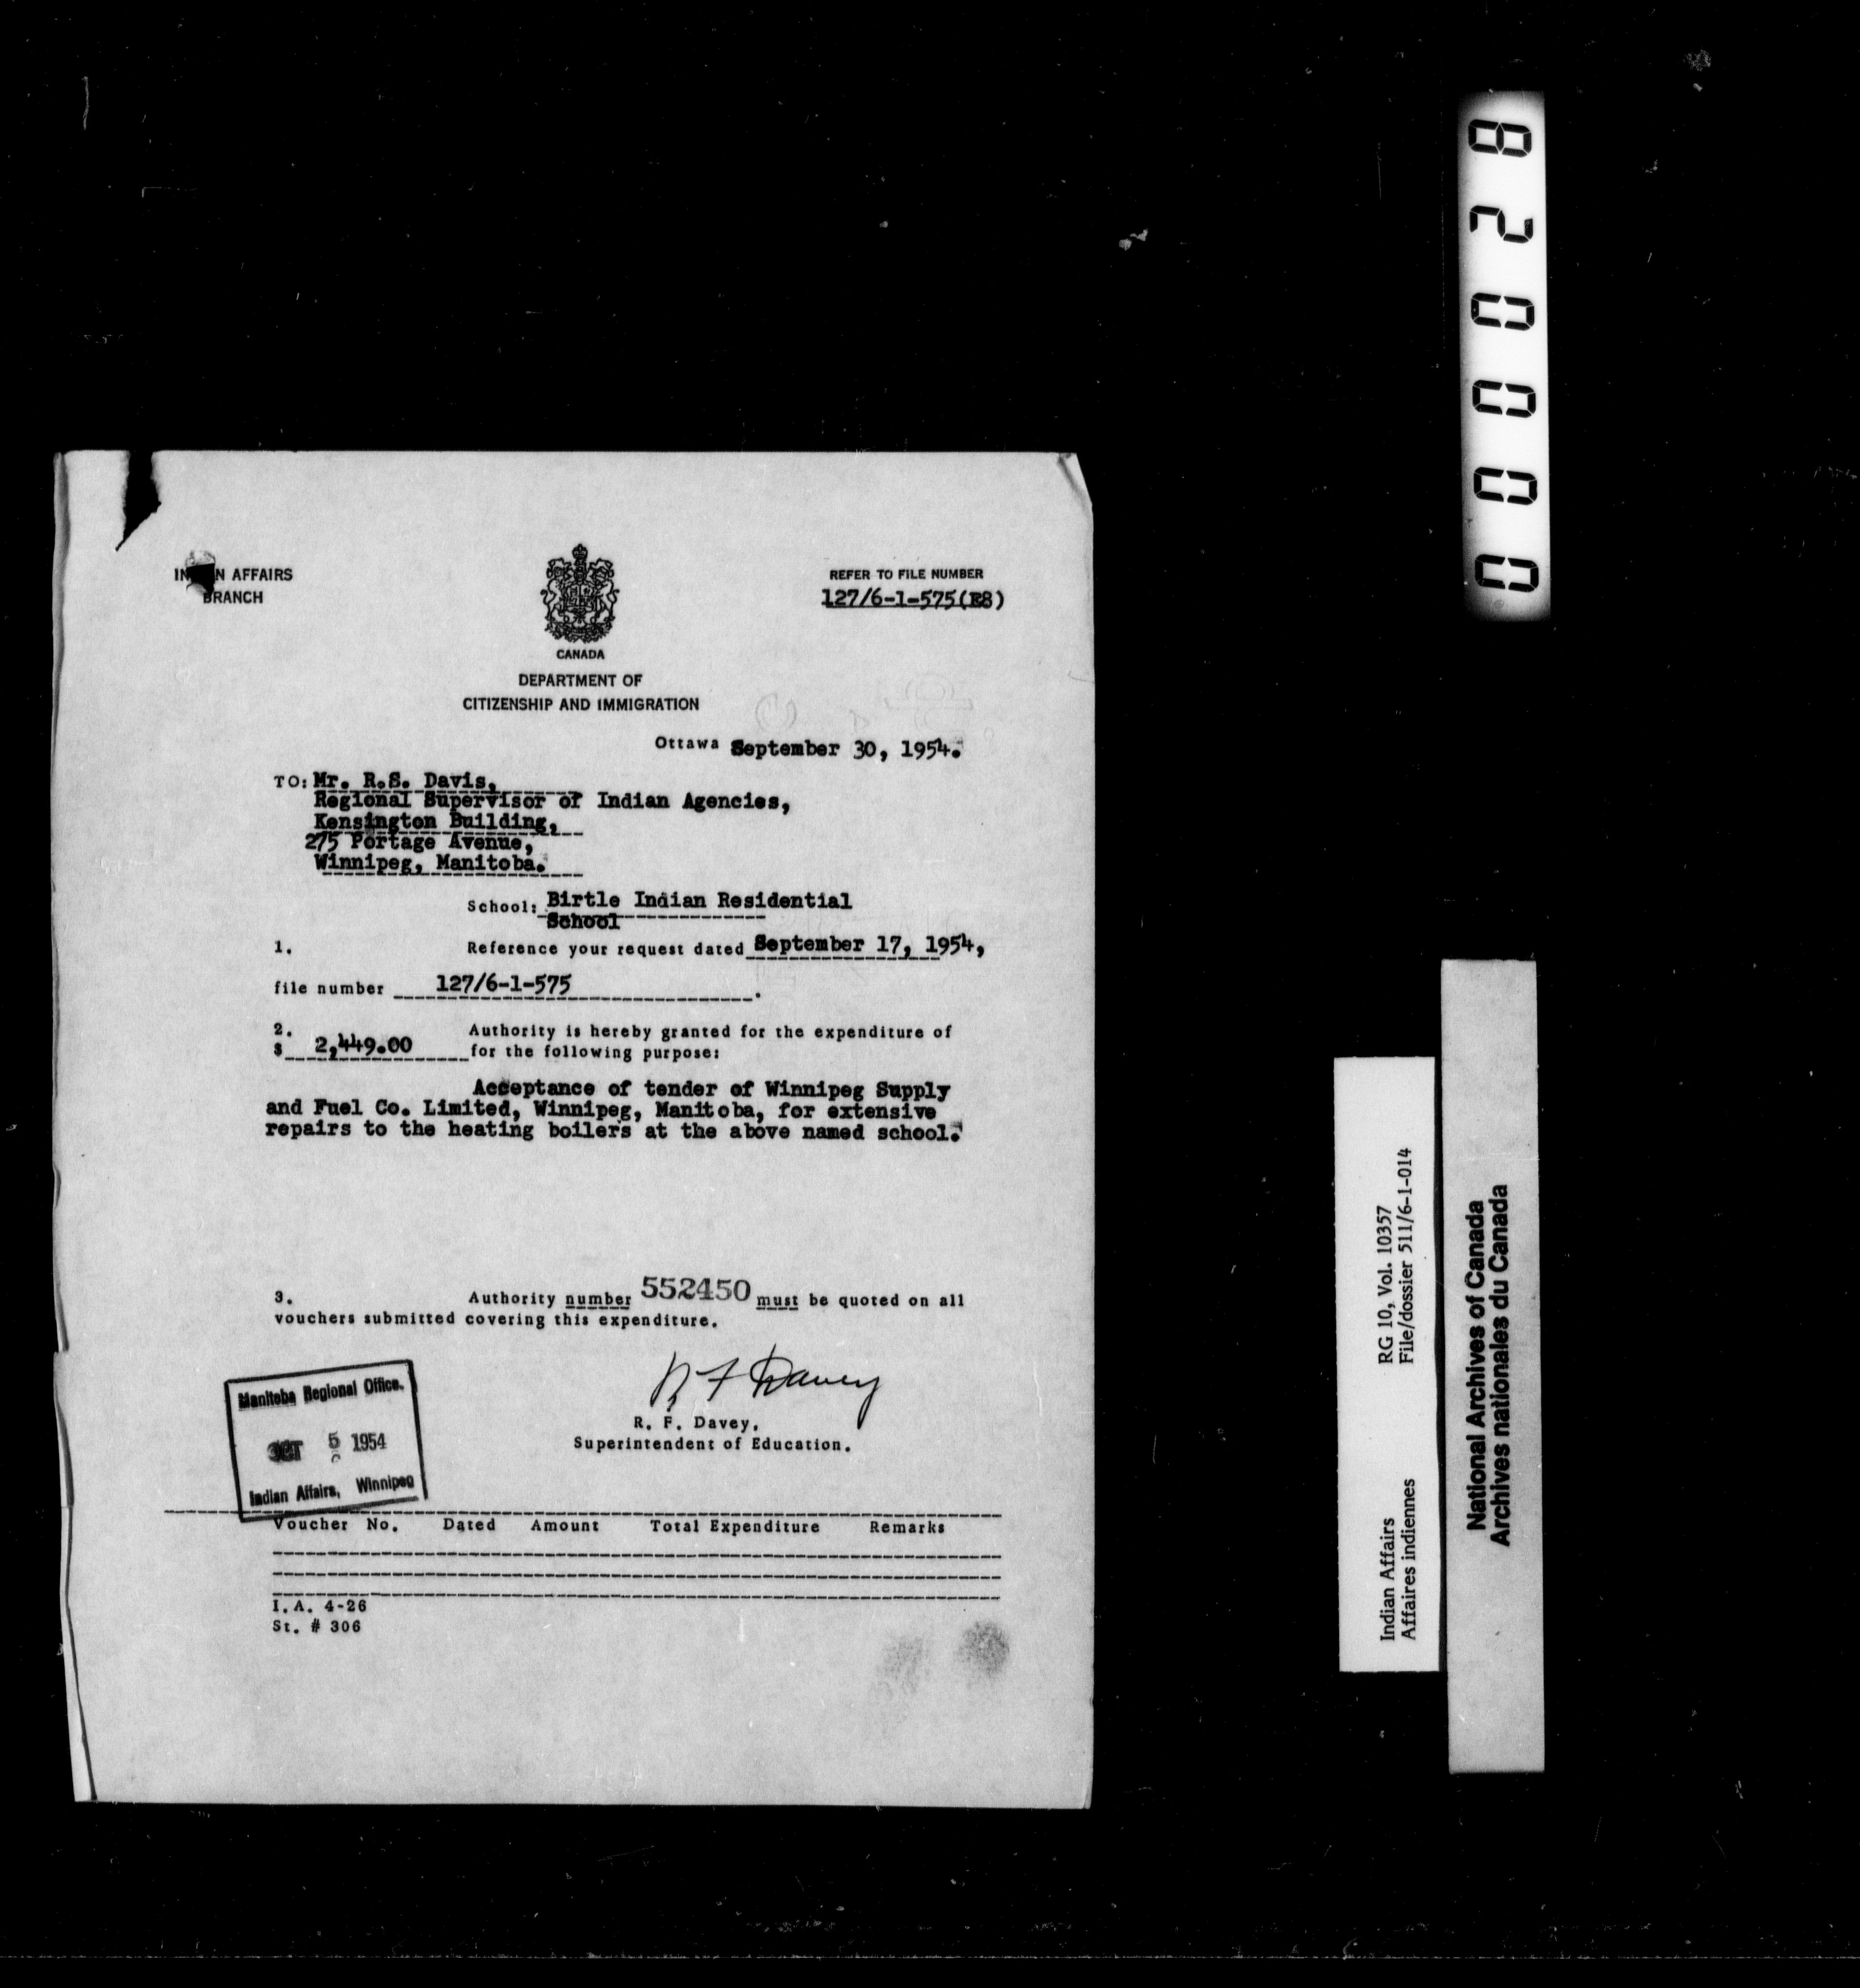 INDIAN AFFAIRS
BRANCH
REFER TO FILE NUMBER
127/6-1-575(E8)
CANADA
DEPARTMENT OF
CITIZENSHIP AND IMMIGRATION
Ottawa September 30, 1954.
TO: Mr. R.S. Davis,
Regional Supervisor of Indian Agencies,
Kensington Building,
275 Portage Avenue,
Winnipeg, Manitoba.
School: Birtle Indian Residential
School
1. Reference your request dated September 17, 1954,
file number 127/6-1-575.
2. Authority is hereby granted for the expenditure of
$ 2,449.00 for the following purpose:
Acceptance of tender of Winnipeg Supply
and Fuel Co. Limited, Winnipeg, Manitoba, for extensive
repairs to the heating boilers at the above named school.
3. Authority number 552450 must be quoted on all
vouchers submitted covering this expenditure.
R F Davey
R. F. Davey,
Superintendent of Education.
Manitoba Regional Office.
OCT 5 1954
Indian Affairs, Winnipeg
Voucher No. Dated Amount Total Expenditure Remarks
I.A. 4-26
St. # 306
000028
Indian Affairs RG 10, Vol. 10357
Affaires indiennes File/dossier 511/6-1-014
National Archives of Canada
Archives nationales du Canada